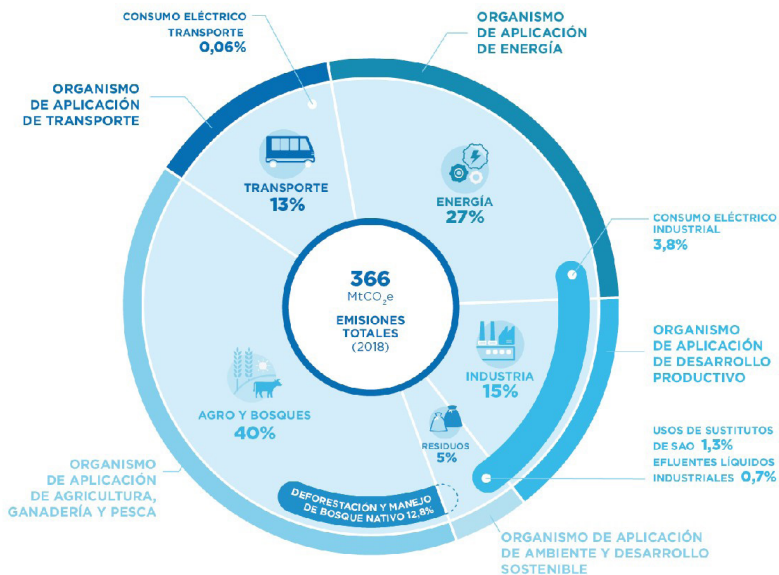 CONSUMO ELÉCTRICO
TRANSPORTE
0,06%
ORGANISMO
DE APLICACIÓN
DE ENERGÍA
ORGANISMO
DE APLICACIÓN
DE TRANSPORTE
TRANSPORTE
13%
ENERGÍA
27%
CONSUMO ELÉCTRICO
INDUSTRIAL
3,8%
366
MtCO₂e
EMISIONES
TOTALES
(2018)
ORGANISMO
DE APLICACIÓN
DE DESARROLLO
PRODUCTIVO
INDUSTRIA
15%
AGRO Y BOSQUES
40%
RESIDUOS
5%
USOS DE SUSTITUTOS
DE SAO 1,3%
EFLUENTES LÍQUIDOS
INDUSTRIALES 0,7%
ORGANISMO
DE APLICACIÓN
DE AGRICULTURA,
GANADERÍA Y PESCA
DEFORESTACIÓN Y MANEJO
DE BOSQUE NATIVO 12,8%
ORGANISMO DE APLICACIÓN
DE AMBIENTE Y DESARROLLO
SOSTENIBLE